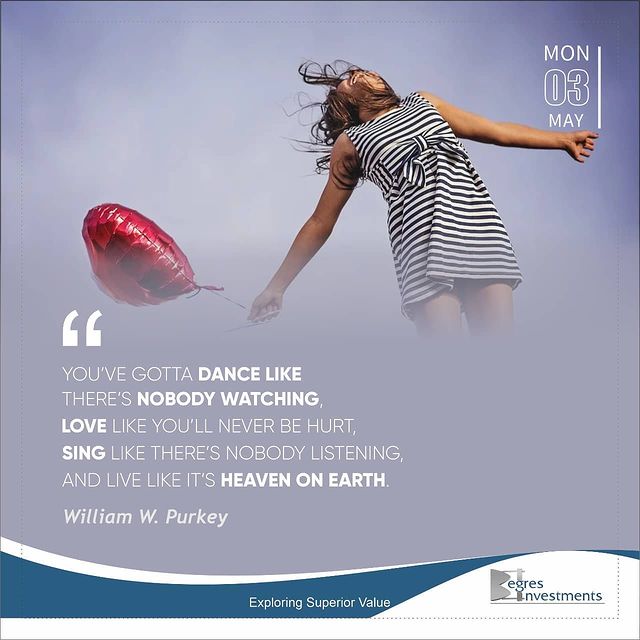 MON
03
MAY
“
YOU’VE GOTTA DANCE LIKE
THERE’S NOBODY WATCHING,
LOVE LIKE YOU’LL NEVER BE HURT,
SING LIKE THERE’S NOBODY LISTENING,
AND LIVE LIKE IT’S HEAVEN ON EARTH.
William W. Purkey
Exploring Superior Value
egres
Investments